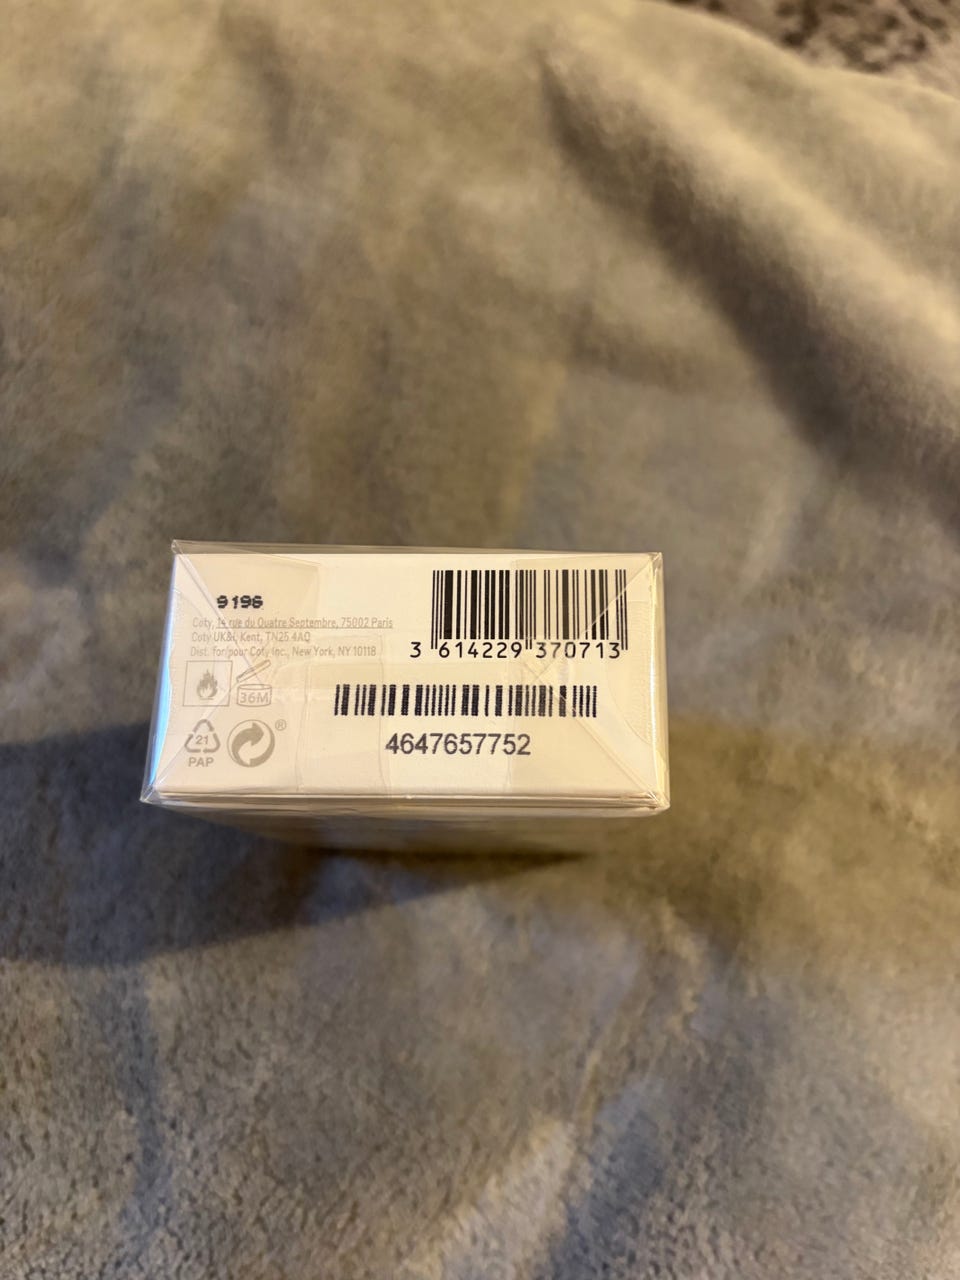 9196
Coty, 14 rue du Quatre Septembre, 75002 Paris
Coty UK&I, Kent, TN25 4AQ
Dist. for/pour Coty Inc., New York, NY 10118
3 614229 370713
36M
4647657752
21
PAP
®